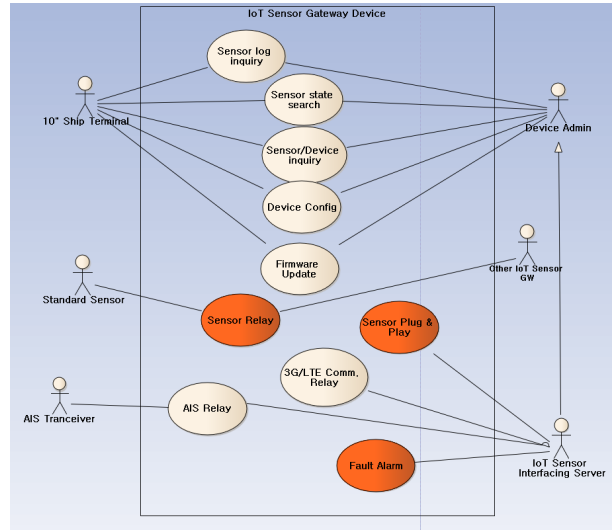 IoT Sensor Gateway Device
Sensor log
inquiry
Sensor state
search
10" Ship Terminal
Device Admin
Sensor/Device
inquiry
Device Config
Firmware
Update
Other IoT Sensor
GW
Standard Sensor
Sensor Relay
Sensor Plug &
Play
3G/LTE Comm,
Relay
AIS Relay
AIS Tranceiver
Fault Alarm
IoT Sensor
Interfacing Server